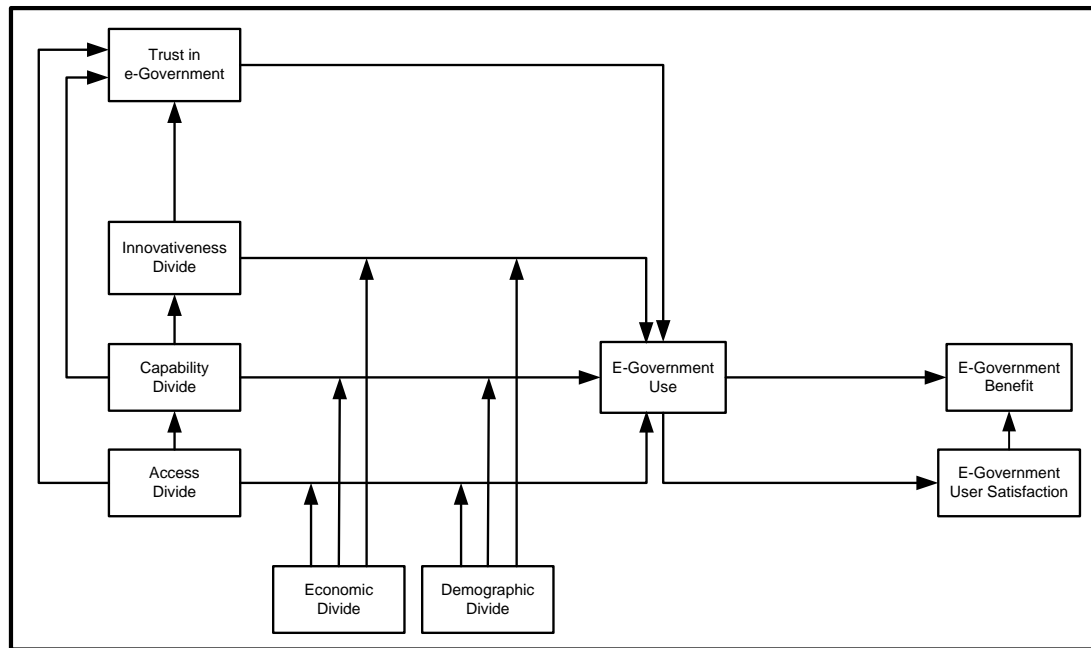 Trust in
e-Government
Innovativeness
Divide
Capability
Divide
E-Government
Use
E-Government
Benefit
Access
Divide
E-Government
User Satisfaction
Economic
Divide
Demographic
Divide